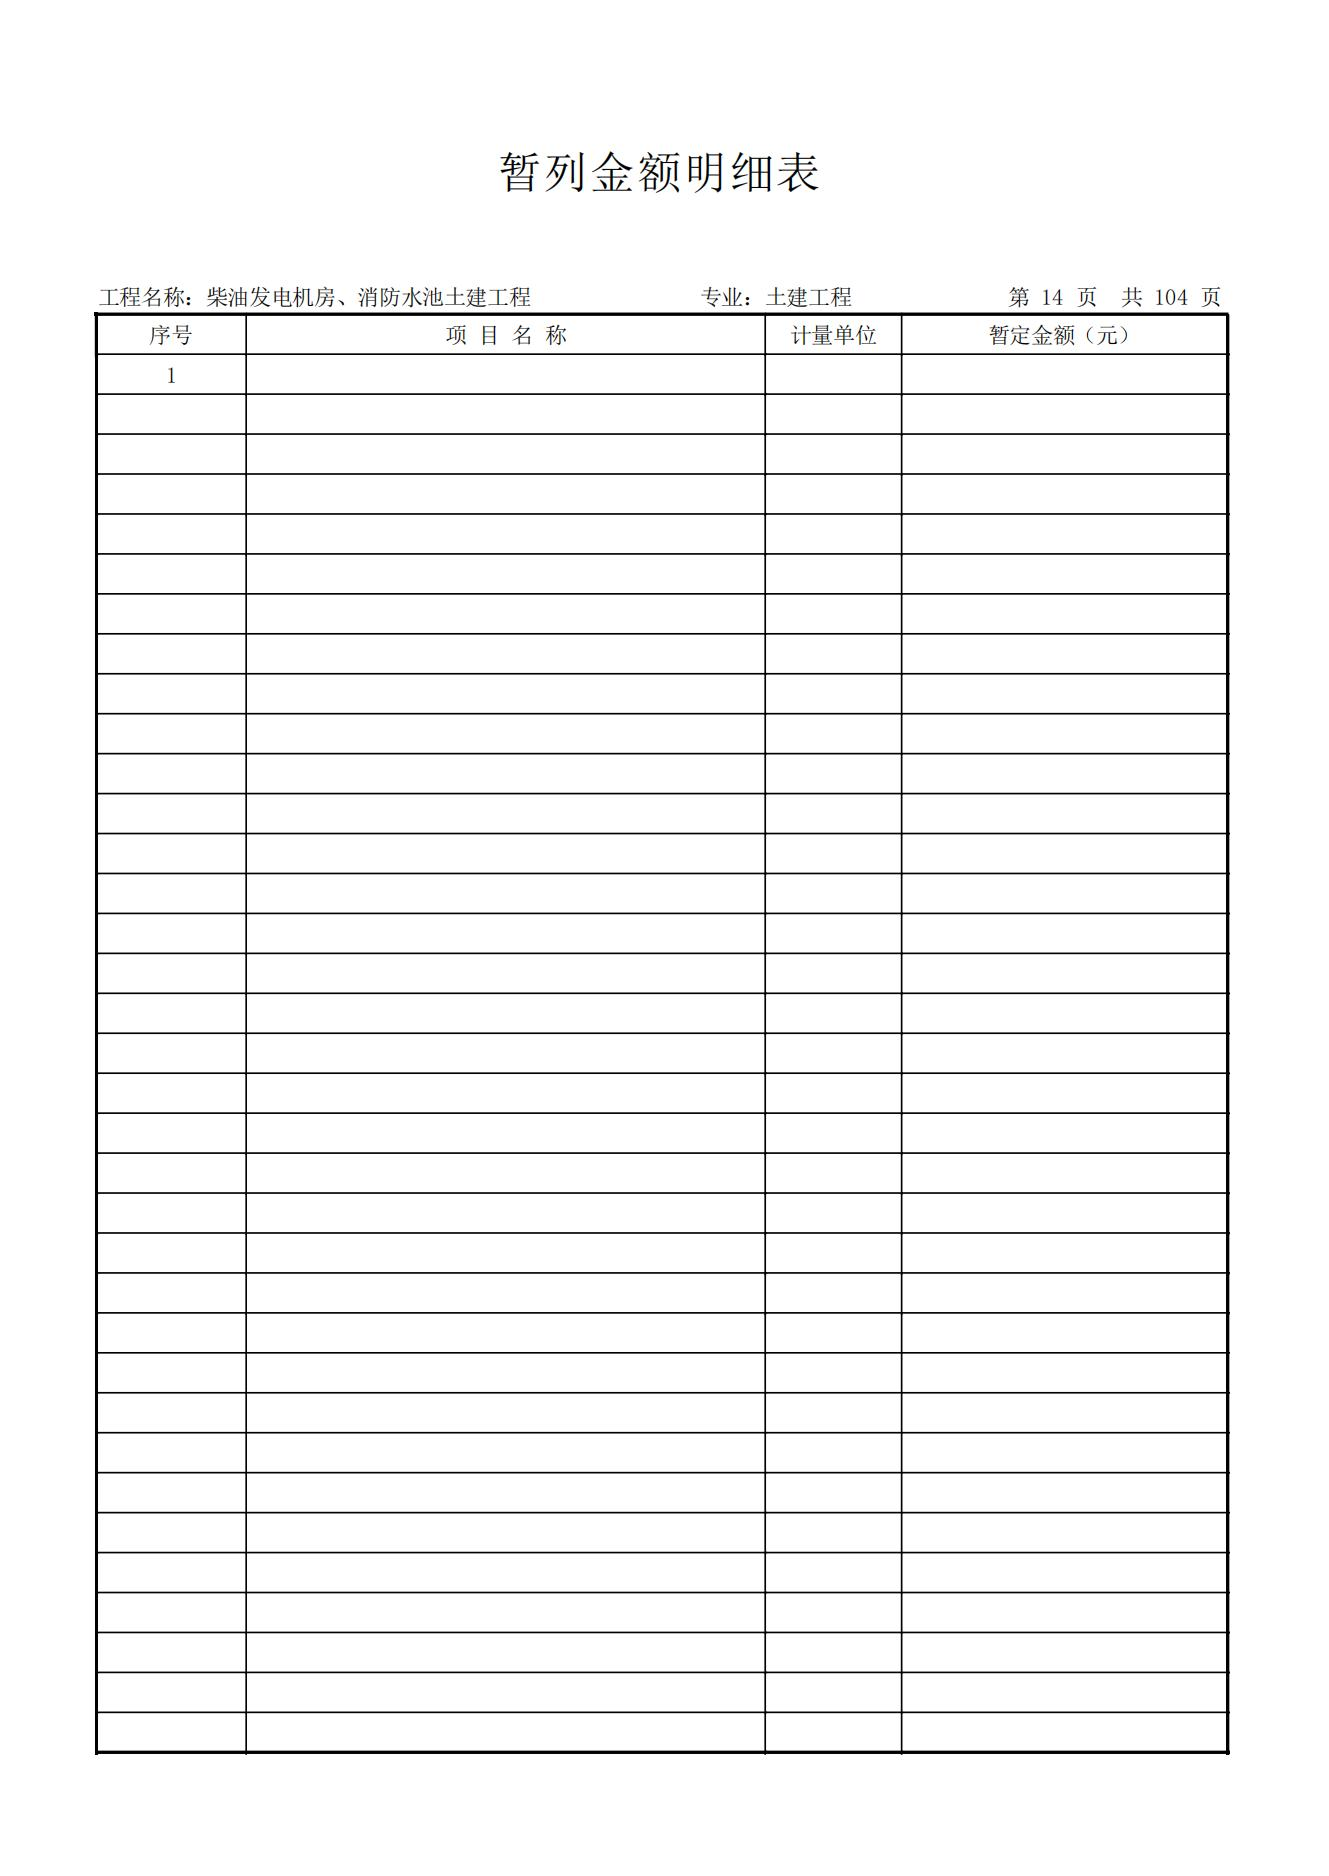 暂列金额明细表
工程名称：柴油发电机房、消防水池土建工程 专业：土建工程 第 14 页 共 104 页
序号 项 目 名 称 计量单位 暂定金额（元）
1